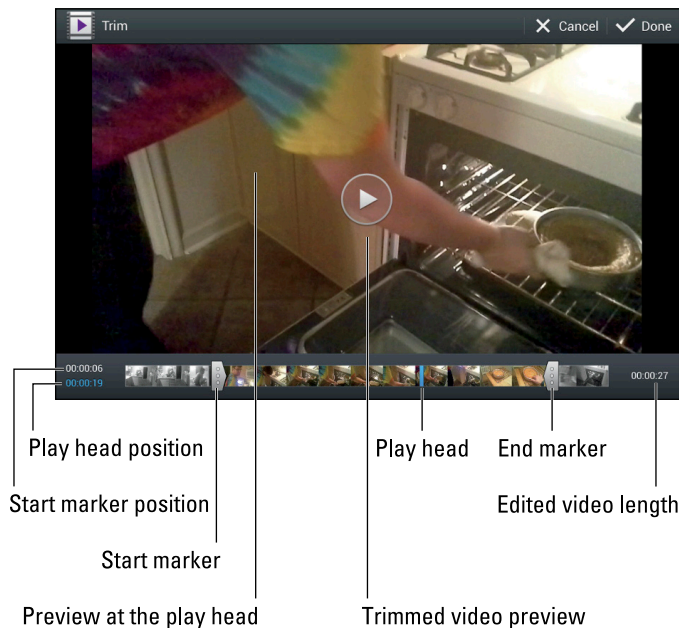 Trim
Cancel
Done
00:00:06
00:00:19
00:00:27
Play head position
Play head
End marker
Start marker position
Edited video length
Start marker
Preview at the play head
Trimmed video preview